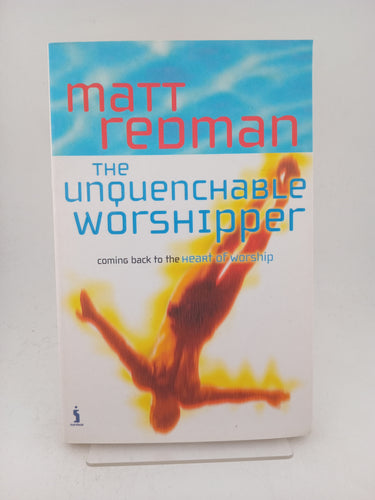 matt
redman
THE
unquenchable
worshipper
coming back to the Heart of worship